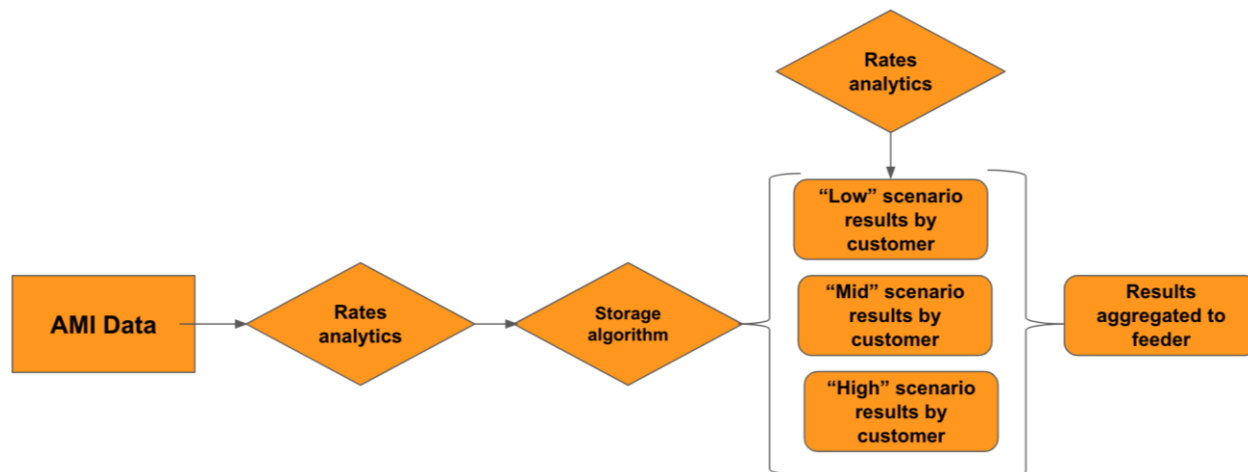 Rates
analytics
“Low” scenario
results by
customer
AMI Data
Rates
analytics
Storage
algorithm
“Mid” scenario
results by
customer
Results
aggregated to
feeder
“High” scenario
results by
customer